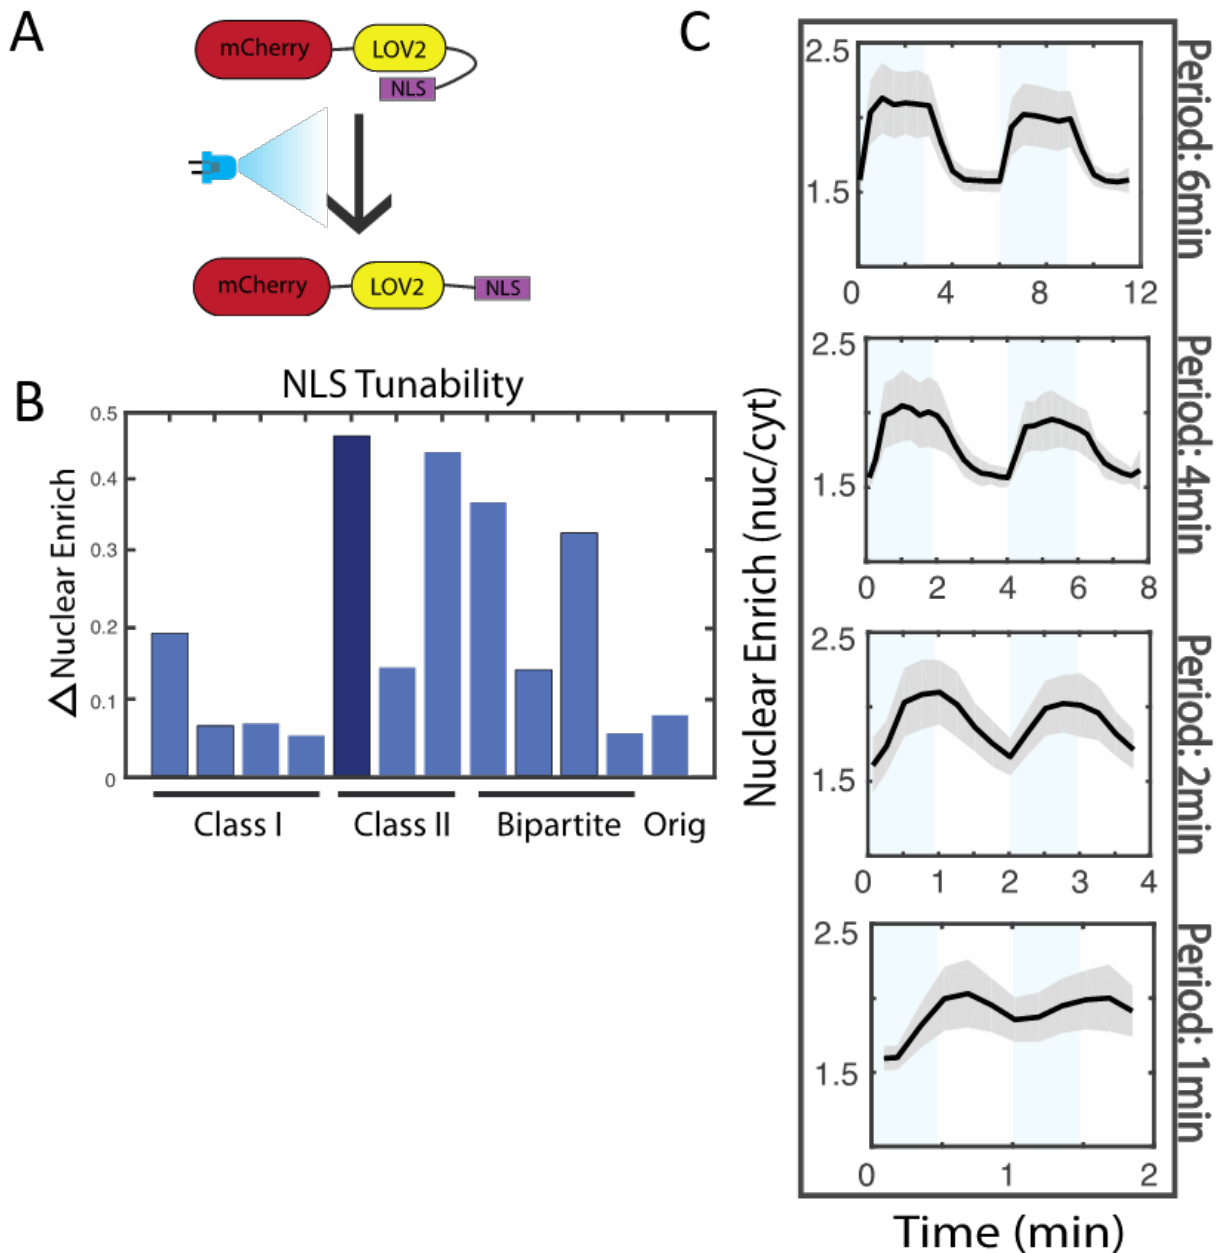 A
mCherry
LOV2
NLS
mCherry
LOV2
NLS
B
NLS Tunability
ΔNuclear Enrich
0.5
0.4
0.3
0.2
0.1
0
Class I
Class II
Bipartite
Orig
C
Nuclear Enrich (nuc/cyt)
2.5
1.5
0
4
8
12
Period: 6min
2.5
1.5
0
2
4
6
8
Period: 4min
2.5
1.5
0
1
2
3
4
Period: 2min
2.5
1.5
0
1
2
Period: 1min
Time (min)